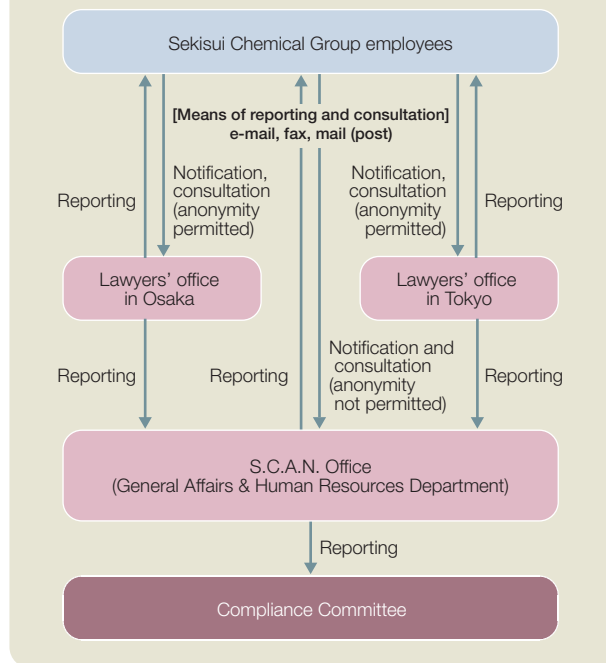 Sekisui Chemical Group employees
[Means of reporting and consultation]
e-mail, fax, mail (post)
Reporting
Notification,
consultation
(anonymity
permitted)
Notification,
consultation
(anonymity
permitted)
Reporting
Lawyers' office
in Osaka
Lawyers' office
in Tokyo
Reporting
Reporting
Notification and
consultation
(anonymity
not permitted)
Reporting
S.C.A.N. Office
(General Affairs & Human Resources Department)
Reporting
Compliance Committee